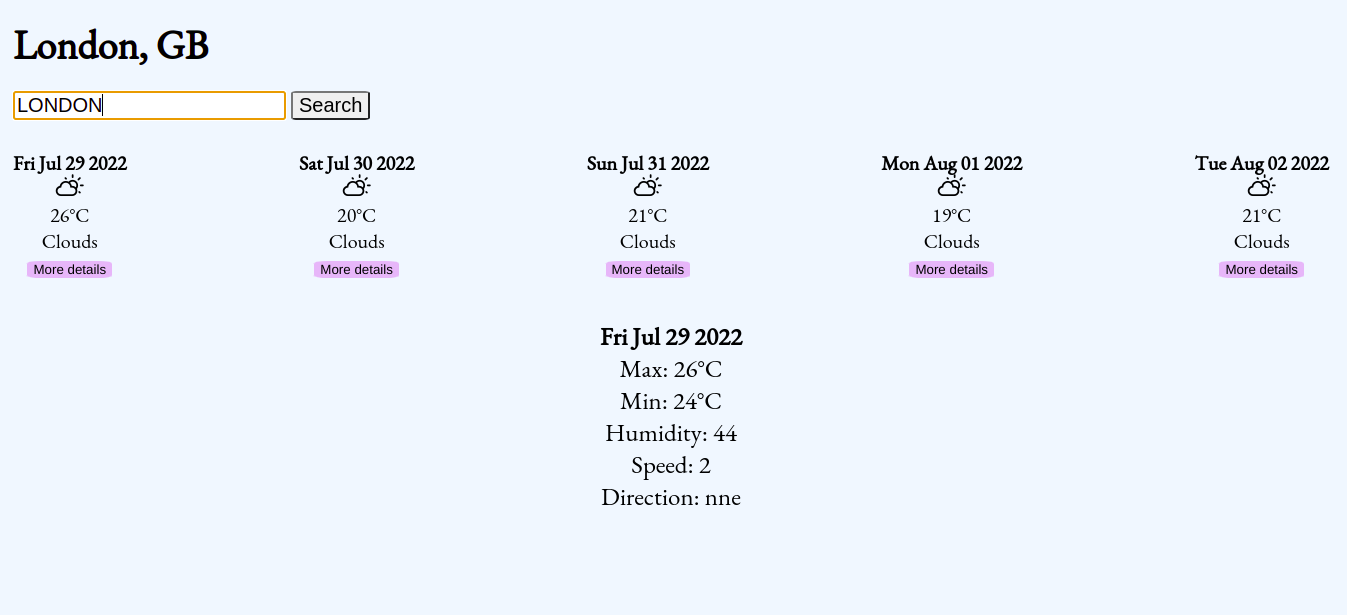 London, GB
LONDON Search
Fri Jul 29 2022 Sat Jul 30 2022 Sun Jul 31 2022 Mon Aug 01 2022 Tue Aug 02 2022
26°C 20°C 21°C 19°C 21°C
Clouds Clouds Clouds Clouds Clouds
More details More details More details More details More details
Fri Jul 29 2022
Max: 26°C
Min: 24°C
Humidity: 44
Speed: 2
Direction: nne